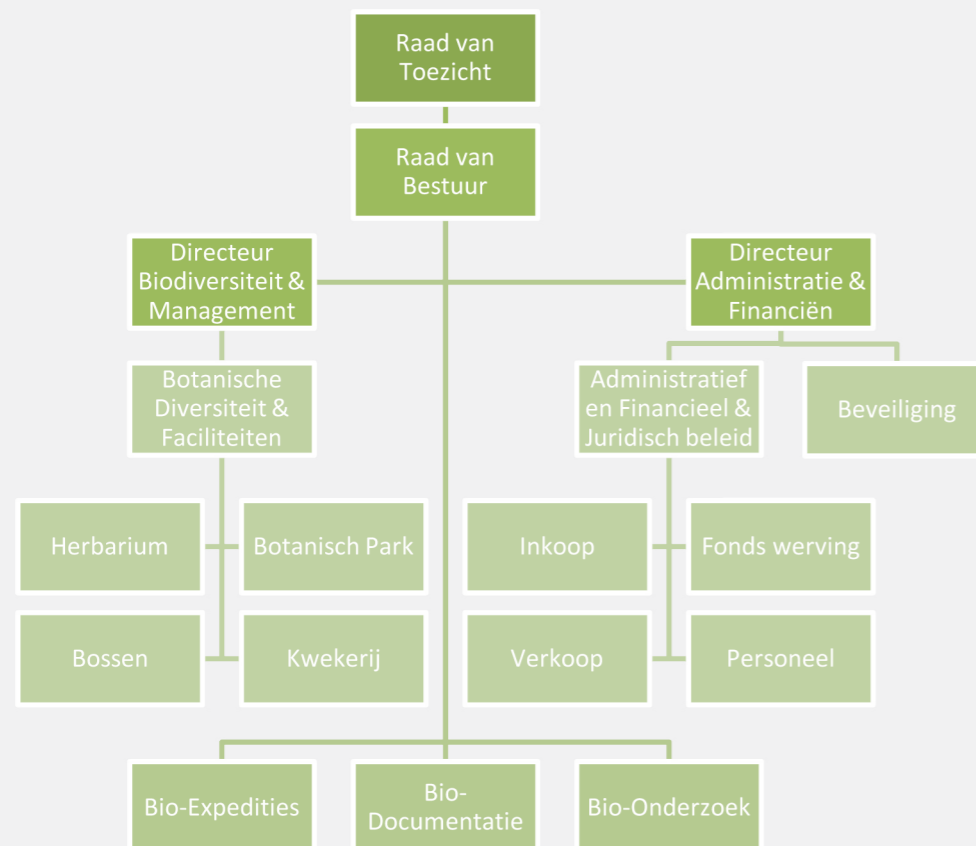 Raad van
Toezicht
Raad van
Bestuur
Directeur
Biodiversiteit &
Management
Directeur
Administratie &
Financiën
Botanische
Diversiteit &
Faciliteiten
Administratief
en Financieel &
Juridisch beleid
Beveiliging
Herbarium
Botanisch Park
Inkoop
Fonds werving
Bossen
Kwekerij
Verkoop
Personeel
Bio-Expedities
Bio-
Documentatie
Bio-Onderzoek